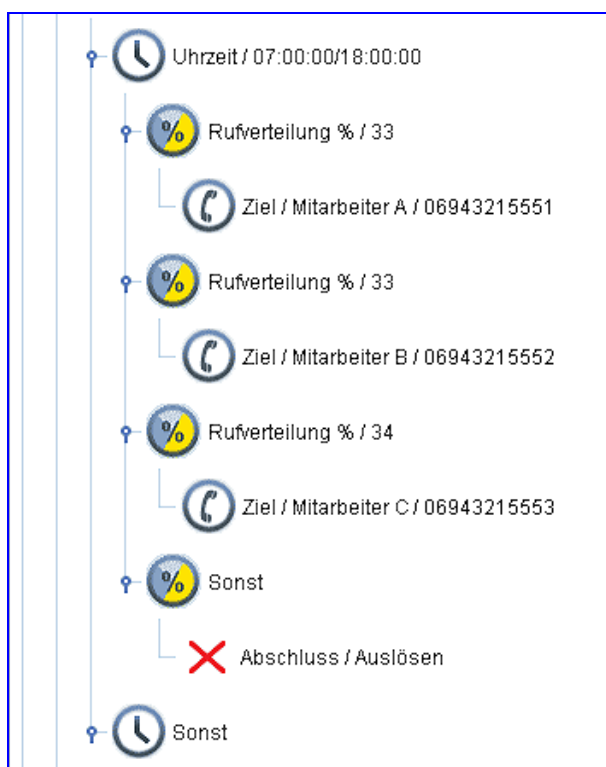 Uhrzeit / 07:00:00/18:00:00
% Rufverteilung % / 33
Ziel / Mitarbeiter A / 06943215551
% Rufverteilung % / 33
Ziel / Mitarbeiter B / 06943215552
% Rufverteilung % / 34
Ziel / Mitarbeiter C / 06943215553
% Sonst
Abschluss / Auslösen
Sonst